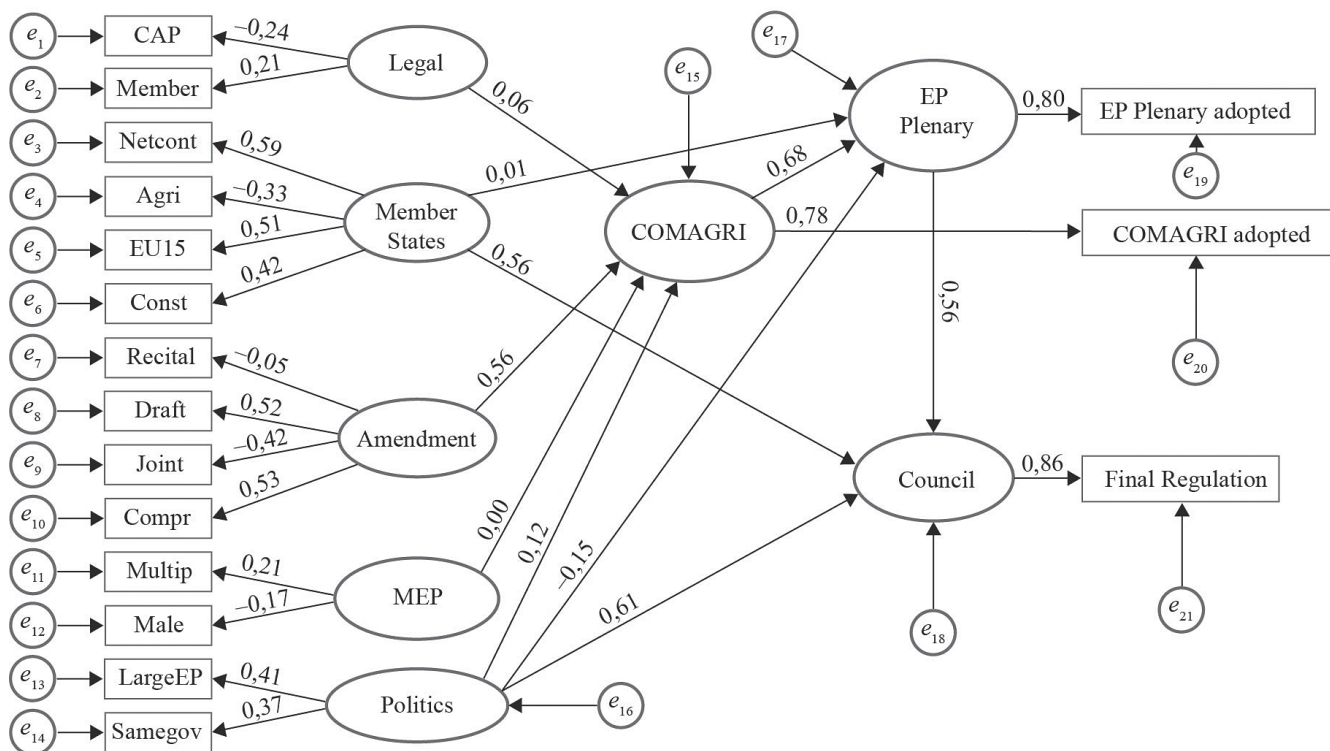 e1
CAP
–0,24
Legal
e2
Member
0,21
0,06
e3
Netcont
0,59
e4
Agri
–0,33
Member
States
0,01
e5
EU15
0,51
0,56
e6
Const
0,42
e7
Recital
–0,05
e8
Draft
0,52
Amendment
0,56
e9
Joint
–0,42
e10
Compr
0,53
e11
Multip
0,21
MEP
0,00
e12
Male
–0,17
e13
LargeEP
0,41
Politics
0,12
–0,15
0,61
e14
Samegov
0,37
e16
e15
COMAGRI
0,68
0,78
e17
EP
Plenary
0,80
EP Plenary adopted
e19
COMAGRI adopted
e20
0,56
Council
0,86
Final Regulation
e18
e21